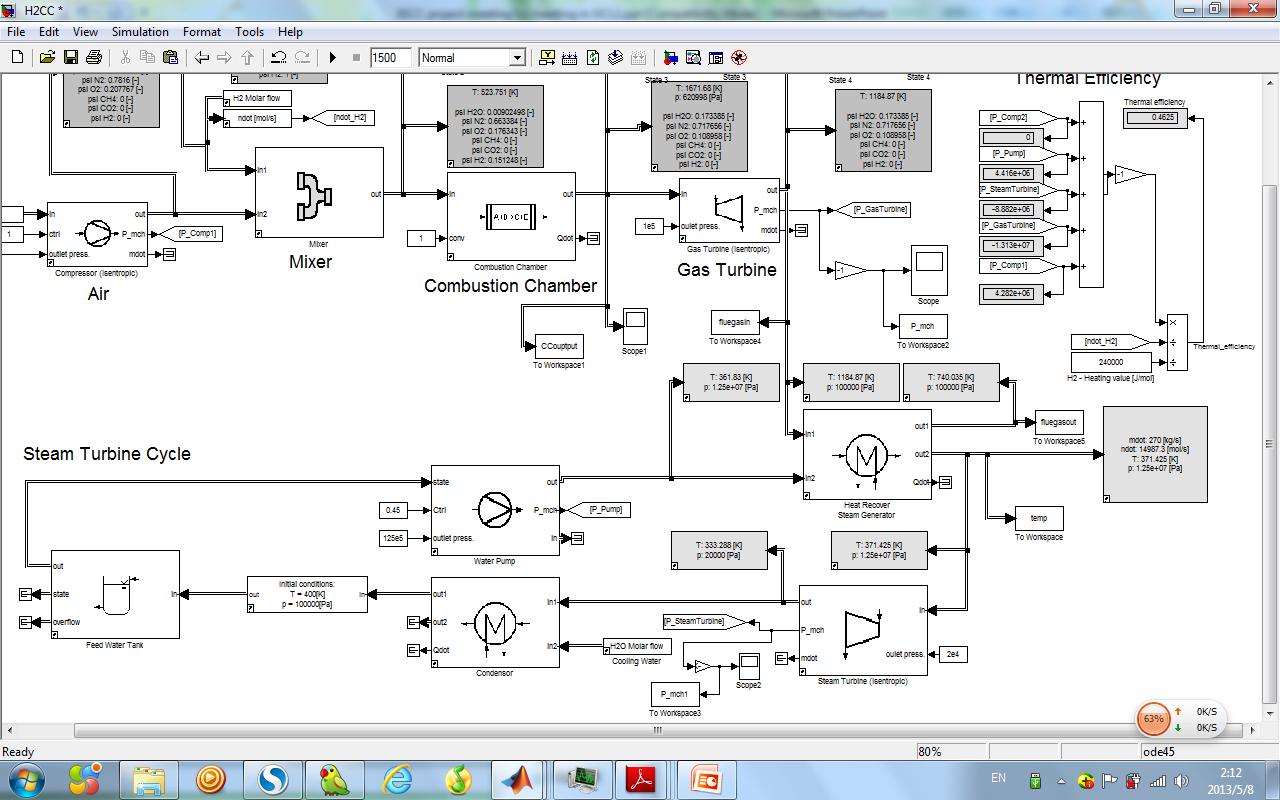 H2CC *
File Edit View Simulation Format Tools Help
1500 Normal
psi N2: 0.7816 [-]
psi O2: 0.207767 [-]
psi CH4: 0 [-]
psi CO2: 0 [-]
psi H2: 0 [-]
H2 Molar flow
ndot [mol/s]
[ndot_H2]
T: 523.751 [K]
psi H2O: 0.00902498 [-]
psi N2: 0.663384 [-]
psi O2: 0.176343 [-]
psi CH4: 0 [-]
psi CO2: 0 [-]
psi H2: 0.151248 [-]
State 3
State 3
T: 1671.68 [K]
p: 620998 [Pa]
psi H2O: 0.173385 [-]
psi N2: 0.717656 [-]
psi O2: 0.108958 [-]
psi CH4: 0 [-]
psi CO2: 0 [-]
psi H2: 0 [-]
State 4
State 4
T: 1184.87 [K]
psi H2O: 0.173385 [-]
psi N2: 0.717656 [-]
psi O2: 0.108958 [-]
psi CH4: 0 [-]
psi CO2: 0 [-]
psi H2: 0 [-]
Thermal Efficiency
Thermal efficiency
0.4625
[P_Comp2]
0
[P_Pump]
4.416e+06
[P_SteamTurbine]
-8.882e+06
[P_GasTurbine]
-1.313e+07
[P_Comp1]
4.282e+06
-1
[ndot_H2]
240000
H2 - Heating value [J/mol]
Thermal_efficiency
1
In
ctrl
outlet press.
out
P_mch
mdot
[P_Comp1]
Compressor (Isentropic)
Air
In1
In2
out
Mixer
Mixer
1
In
conv
out
Qdot
Combustion Chamber
Combustion Chamber
1e5
In
oulet press.
out
P_mch
mdot
Gas Turbine (Isentropic)
Gas Turbine
[P_GasTurbine]
-1
Scope
P_mch
To Workspace2
CCouptput
To Workspace1
Scope1
fluegasin
To Workspace4
T: 361.83 [K]
p: 1.25e+07 [Pa]
T: 1184.87 [K]
p: 100000 [Pa]
T: 740.035 [K]
p: 100000 [Pa]
In1
In2
out1
out2
Qdot
Heat Recover
Steam Generator
fluegasout
To Workspace5
mdot: 270 [kg/s]
ndot: 14987.3 [mol/s]
T: 371.425 [K]
p: 1.25e+07 [Pa]
temp
To Workspace
Steam Turbine Cycle
0.45
125e5
state
Ctrl
outlet press.
out
P_mch
In
Water Pump
[P_Pump]
T: 333.288 [K]
p: 20000 [Pa]
T: 371.425 [K]
p: 1.25e+07 [Pa]
out
state
overflow
In
Feed Water Tank
out
Initial conditions:
T = 400[K]
p = 100000[Pa]
In
out1
out2
Qdot
In1
In2
Condensor
H2O Molar flow
Cooling Water
[P_SteamTurbine]
out
P_mch
mdot
In
oulet press.
2e4
Steam Turbine (Isentropic)
Scope2
P_mch1
To Workspace3
63%
0K/S
0K/S
Ready
80%
ode45
EN
2:12
2013/5/8